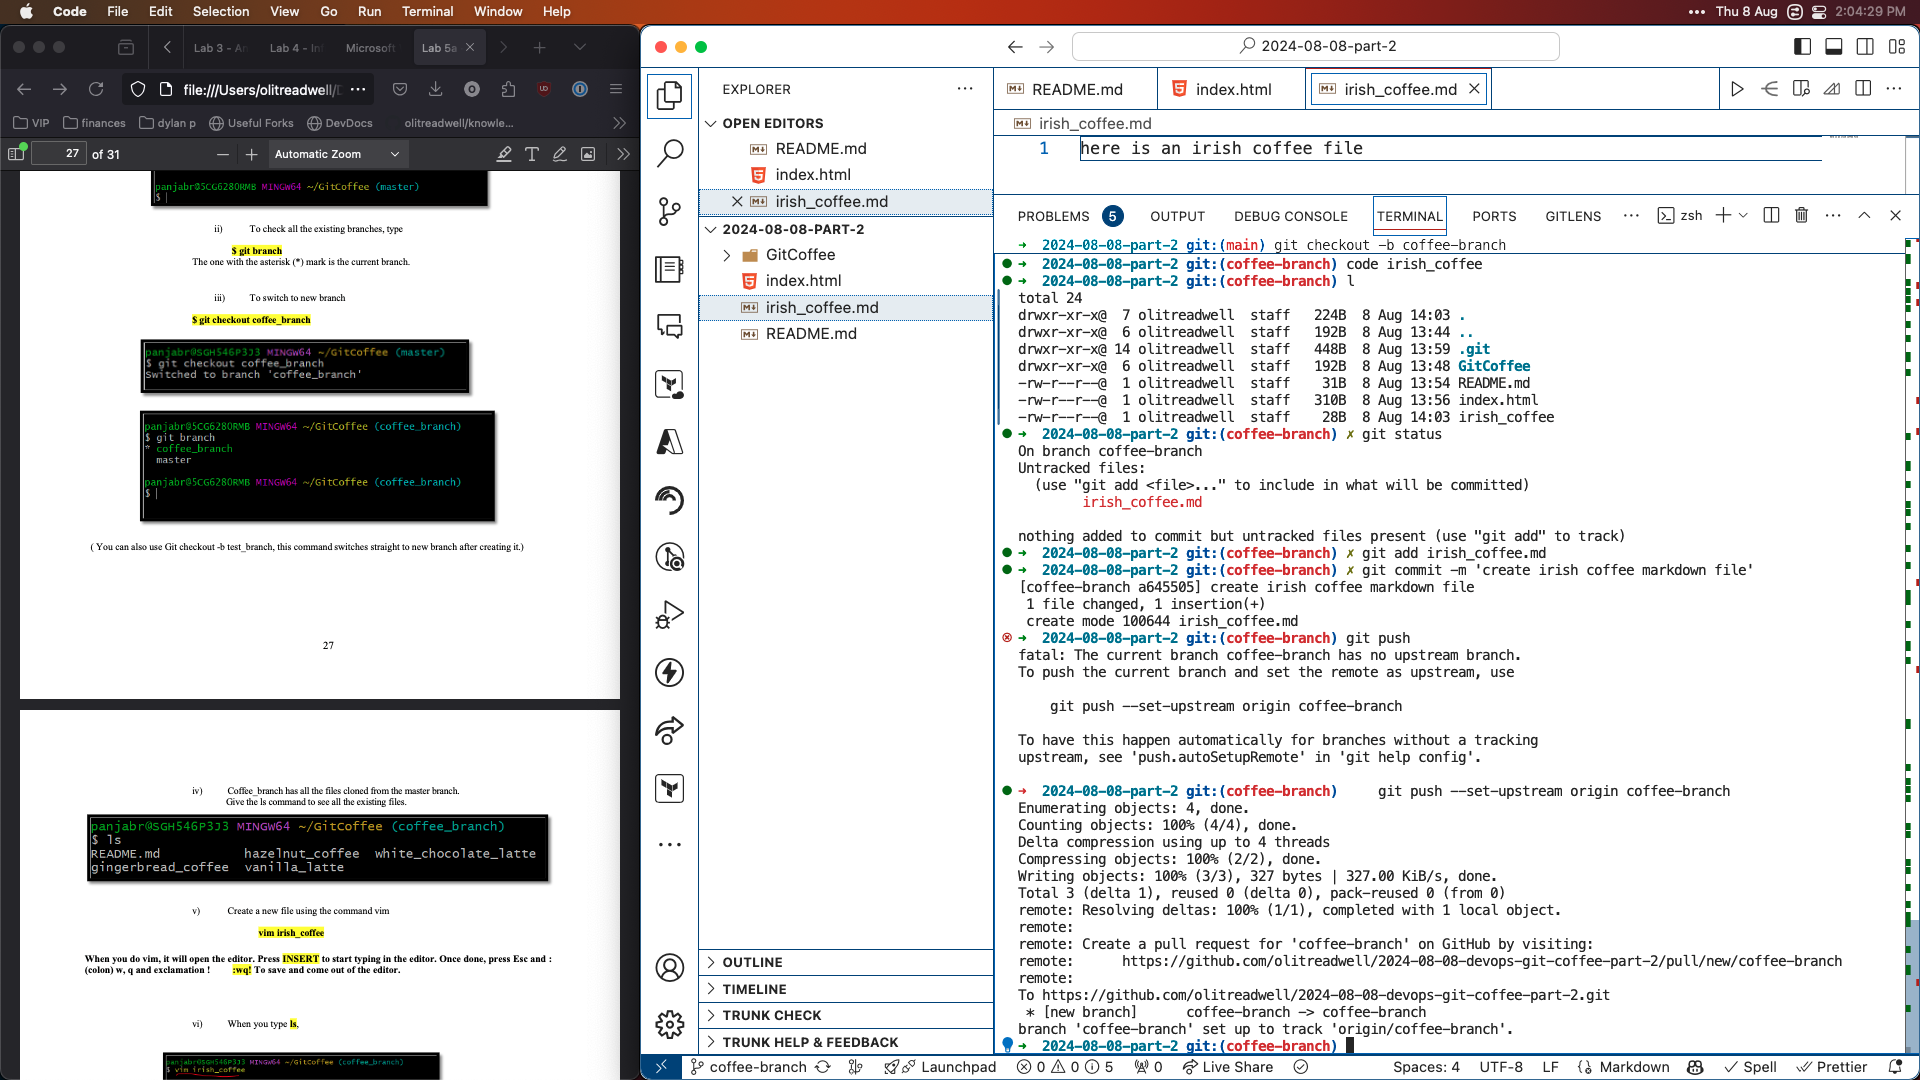 Code File Edit Selection View Go Run Terminal Window Help
Thu 8 Aug 2:04:29 PM
Lab 3 - A
Lab 4 - In
Microsoft
Lab 5a
file:///Users/olitreadwell/
VIP finances dylan p Useful Forks DevDocs olitreadwell/knowle...
27 of 31
Automatic Zoom
panjabr@5CG628ORMB MINGW64 ~/GitCoffee (master)
$
ii) To check all the existing branches, type
$ git branch
The one with the asterisk (*) mark is the current branch.
iii) To switch to new branch
$ git checkout coffee_branch
panjabr@SGH546P3J3 MINGW64 ~/GitCoffee (master)
$ git checkout coffee_branch
Switched to branch 'coffee_branch'
panjabr@5CG628ORMB MINGW64 ~/GitCoffee (coffee_branch)
$ git branch
* coffee_branch
master
panjabr@5CG628ORMB MINGW64 ~/GitCoffee (coffee_branch)
$
( You can also use Git checkout -b test_branch, this command switches straight to new branch after creating it.)
27
iv) Coffee_branch has all the files cloned from the master branch.
Give the ls command to see all the existing files.
panjabr@SGH546P3J3 MINGW64 ~/GitCoffee (coffee_branch)
$ ls
README.md hazelnut_coffee white_chocolate_latte
gingerbread_coffee vanilla_latte
v) Create a new file using the command vim
vim irish_coffee
When you do vim, it will open the editor. Press INSERT to start typing in the editor. Once done, press Esc and :
(colon) w, q and exclamation ! :wq! To save and come out of the editor.
vi) When you type ls,
panjabr@SGH546P3J3 MINGW64 ~/GitCoffee (coffee_branch)
$ vim irish_coffee
2024-08-08-part-2
EXPLORER
OPEN EDITORS
README.md
index.html
irish_coffee.md
2024-08-08-PART-2
GitCoffee
index.html
irish_coffee.md
README.md
OUTLINE
TIMELINE
TRUNK CHECK
TRUNK HELP & FEEDBACK
README.md index.html irish_coffee.md
irish_coffee.md
1 here is an irish coffee file
PROBLEMS 5 OUTPUT DEBUG CONSOLE TERMINAL PORTS GITLENS zsh
→ 2024-08-08-part-2 git:(main) git checkout -b coffee-branch
→ 2024-08-08-part-2 git:(coffee-branch) code irish_coffee
→ 2024-08-08-part-2 git:(coffee-branch) l
total 24
drwxr-xr-x@ 7 olitreadwell staff 224B 8 Aug 14:03 .
drwxr-xr-x@ 6 olitreadwell staff 192B 8 Aug 13:44 ..
drwxr-xr-x@ 14 olitreadwell staff 448B 8 Aug 13:59 .git
drwxr-xr-x@ 6 olitreadwell staff 192B 8 Aug 13:48 GitCoffee
-rw-r--r--@ 1 olitreadwell staff 31B 8 Aug 13:54 README.md
-rw-r--r--@ 1 olitreadwell staff 310B 8 Aug 13:56 index.html
-rw-r--r--@ 1 olitreadwell staff 28B 8 Aug 14:03 irish_coffee
→ 2024-08-08-part-2 git:(coffee-branch) ✗ git status
On branch coffee-branch
Untracked files:
(use "git add <file>..." to include in what will be committed)
irish_coffee.md
nothing added to commit but untracked files present (use "git add" to track)
→ 2024-08-08-part-2 git:(coffee-branch) ✗ git add irish_coffee.md
→ 2024-08-08-part-2 git:(coffee-branch) ✗ git commit -m 'create irish coffee markdown file'
[coffee-branch a645505] create irish coffee markdown file
1 file changed, 1 insertion(+)
create mode 100644 irish_coffee.md
→ 2024-08-08-part-2 git:(coffee-branch) git push
fatal: The current branch coffee-branch has no upstream branch.
To push the current branch and set the remote as upstream, use
git push --set-upstream origin coffee-branch
To have this happen automatically for branches without a tracking
upstream, see 'push.autoSetupRemote' in 'git help config'.
→ 2024-08-08-part-2 git:(coffee-branch) git push --set-upstream origin coffee-branch
Enumerating objects: 4, done.
Counting objects: 100% (4/4), done.
Delta compression using up to 4 threads
Compressing objects: 100% (2/2), done.
Writing objects: 100% (3/3), 327 bytes | 327.00 KiB/s, done.
Total 3 (delta 1), reused 0 (delta 0), pack-reused 0 (from 0)
remote: Resolving deltas: 100% (1/1), completed with 1 local object.
remote:
remote: Create a pull request for 'coffee-branch' on GitHub by visiting:
remote: https://github.com/olitreadwell/2024-08-08-devops-git-coffee-part-2/pull/new/coffee-branch
remote:
To https://github.com/olitreadwell/2024-08-08-devops-git-coffee-part-2.git
* [new branch] coffee-branch -> coffee-branch
branch 'coffee-branch' set up to track 'origin/coffee-branch'.
→ 2024-08-08-part-2 git:(coffee-branch)
coffee-branch Launchpad 0 0 5 0 Live Share Spaces: 4 UTF-8 LF Markdown Spell Prettier